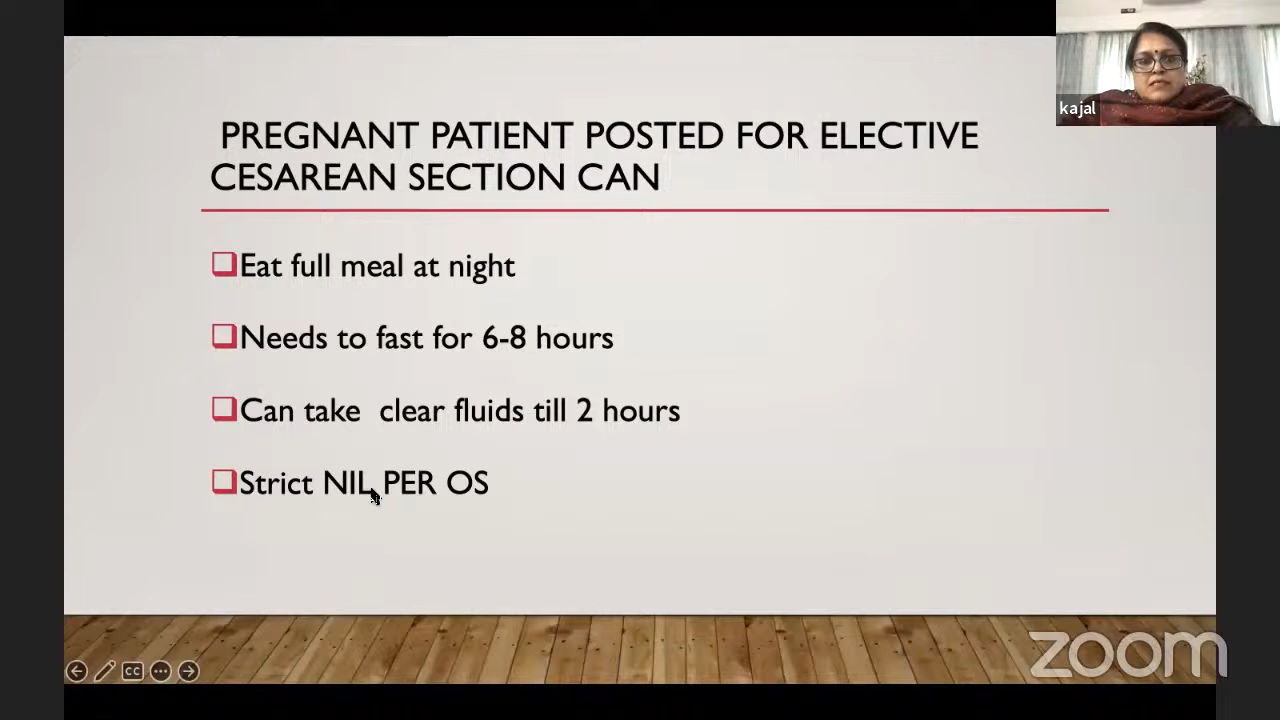 kajal
PREGNANT PATIENT POSTED FOR ELECTIVE
CESAREAN SECTION CAN
Eat full meal at night
Needs to fast for 6-8 hours
Can take clear fluids till 2 hours
Strict NIL PER OS
CC
zoom